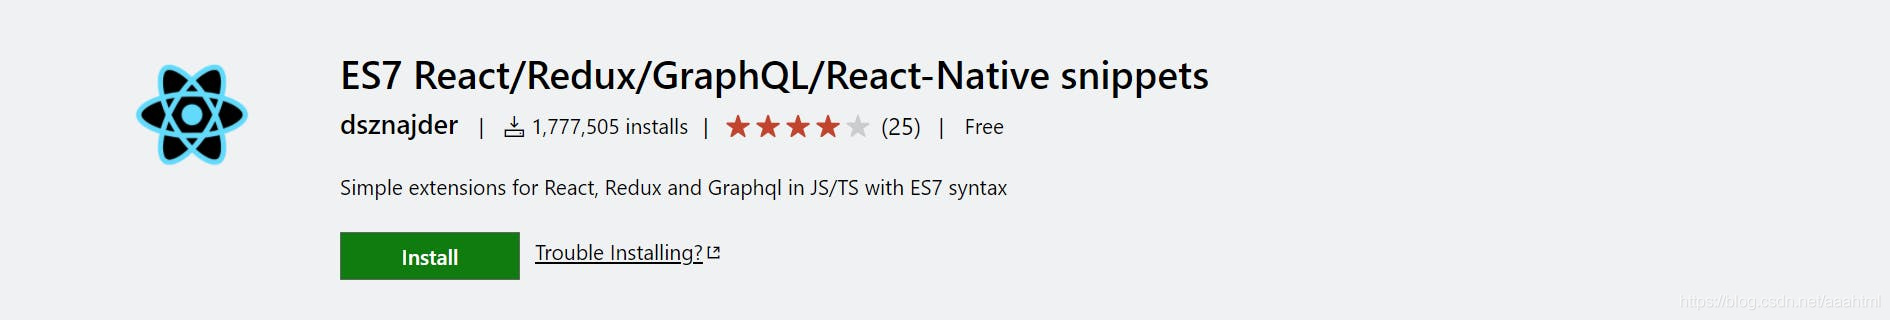 ES7 React/Redux/GraphQL/React-Native snippets
dsznajder | 1,777,505 installs | (25) | Free
Simple extensions for React, Redux and Graphql in JS/TS with ES7 syntax
Install Trouble Installing?
https://blog.csdn.net/aaahtml